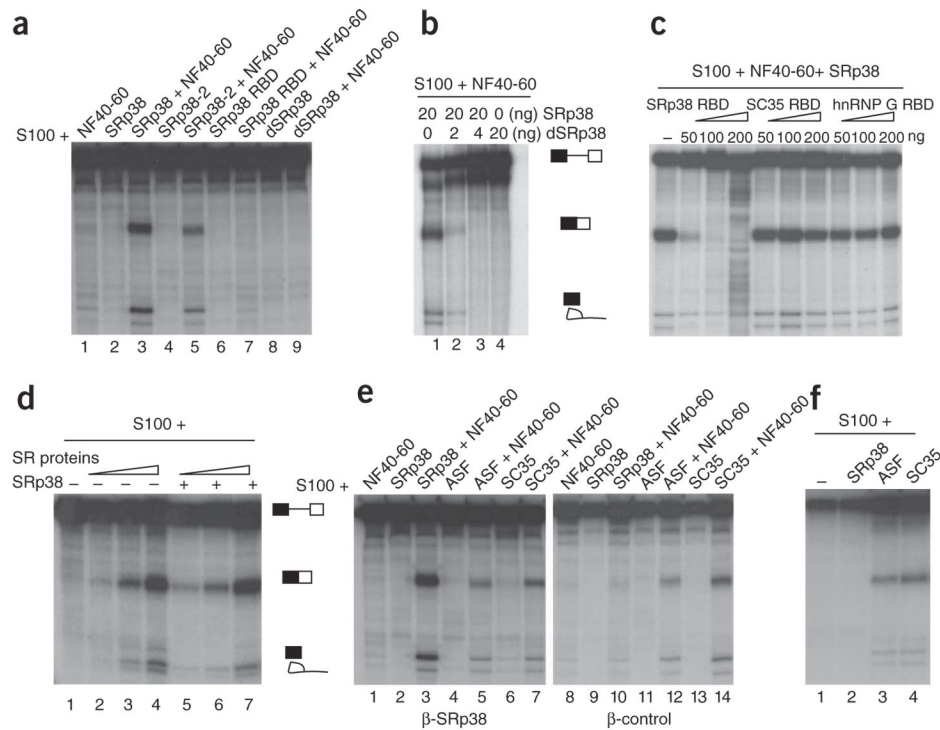 a
S100 +
NF40-60
SRp38
SRp38 + NF40-60
SRp38-2
SRp38-2 + NF40-60
SRp38 RBD
SRp38 RBD + NF40-60
dSRp38
dSRp38 + NF40-60
1 2 3 4 5 6 7 8 9
b
S100 + NF40-60
20 20 20 0 (ng) SRp38
0 2 4 20 (ng) dSRp38
1 2 3 4
c
S100 + NF40-60+ SRp38
SRp38 RBD SC35 RBD hnRNP G RBD
– 50 100 200 50 100 200 50 100 200 ng
d
S100 +
SR proteins
SRp38 – – – – + + +
1 2 3 4 5 6 7
e
S100 +
NF40-60
SRp38
SRp38 + NF40-60
ASF
ASF + NF40-60
SC35
SC35 + NF40-60
NF40-60
SRp38
SRp38 + NF40-60
ASF
ASF + NF40-60
SC35
SC35 + NF40-60
1 2 3 4 5 6 7 8 9 10 11 12 13 14
β-SRp38 β-control
f
S100 +
– SRp38 ASF SC35
1 2 3 4